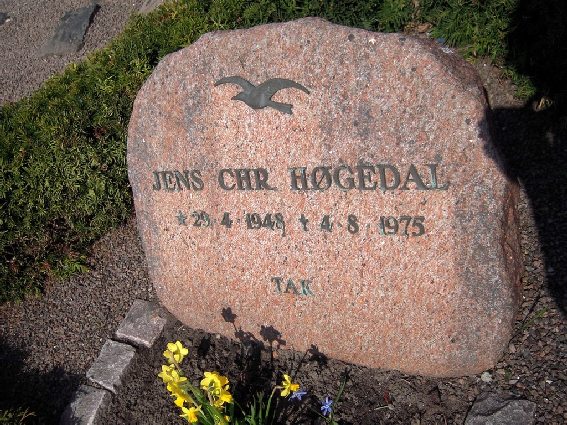 JENS CHR HØGEDAL
* 29 4 1948 † 4 8 1975
TAK